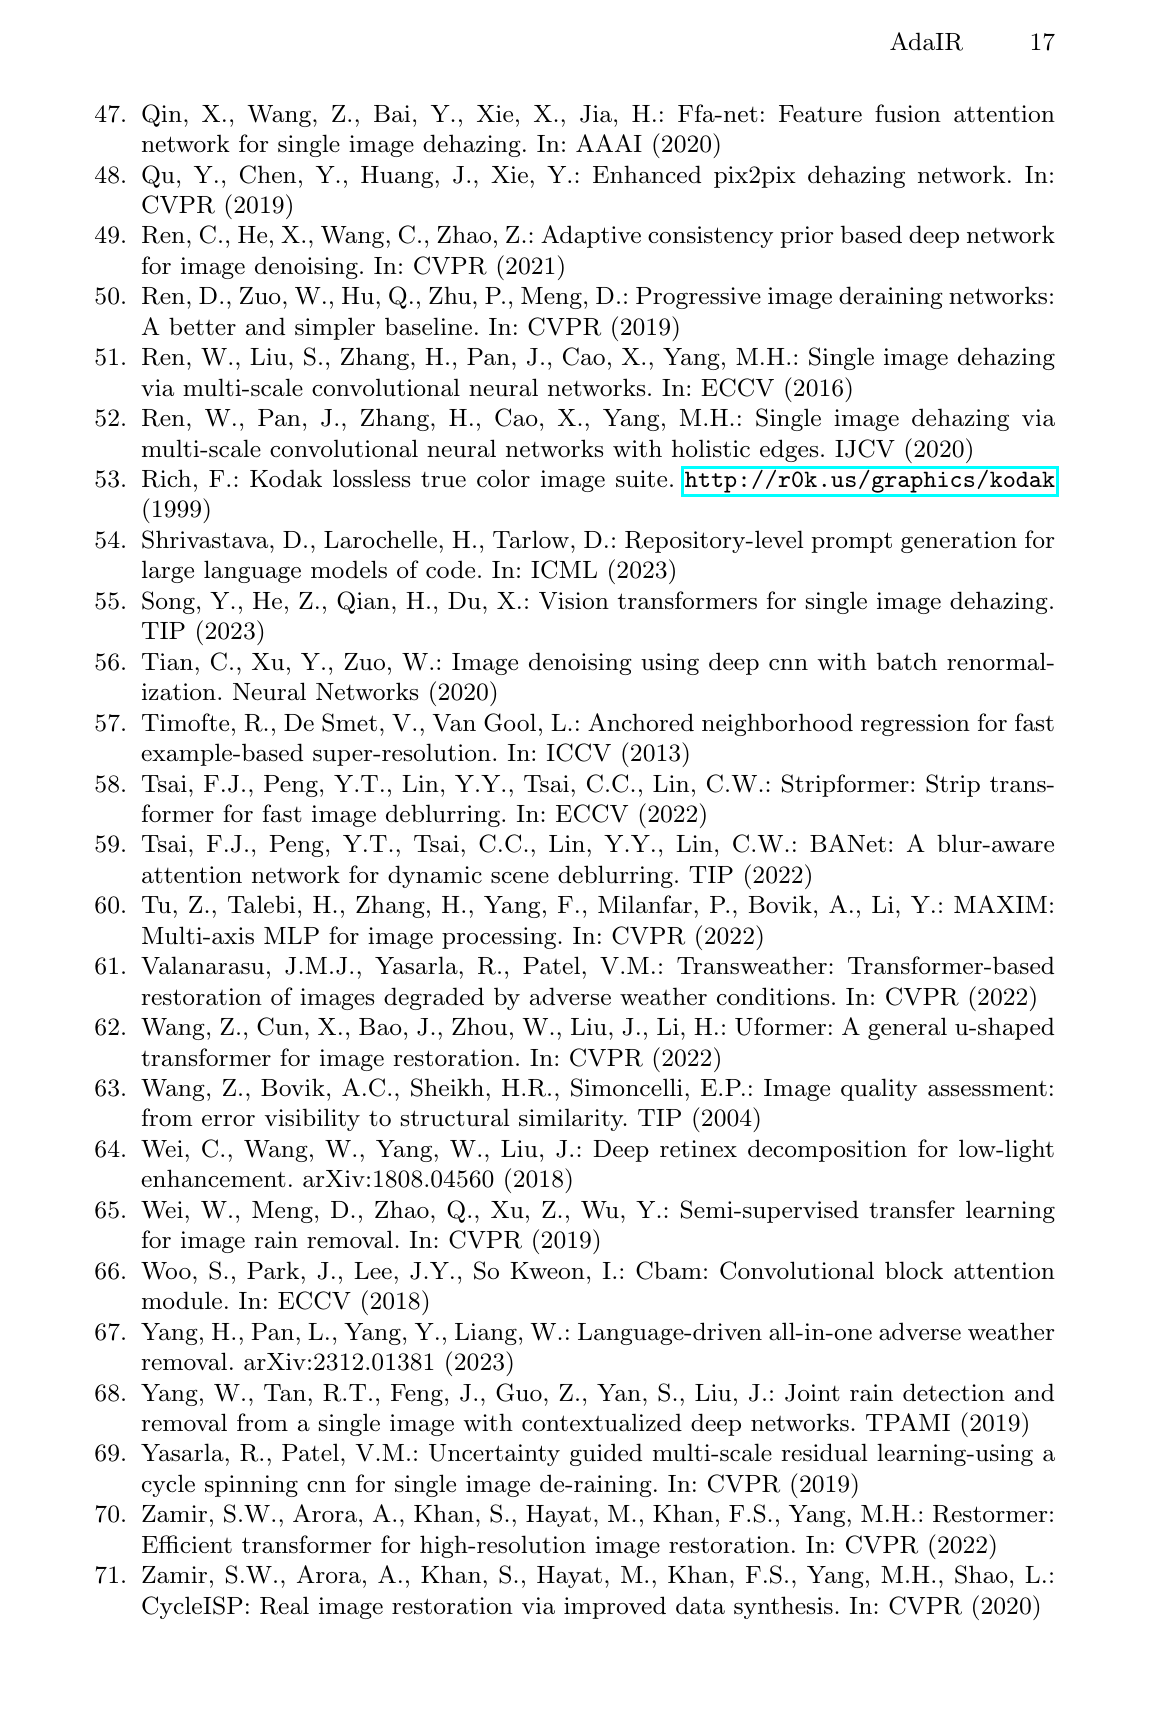 AdaIR 17
47. Qin, X., Wang, Z., Bai, Y., Xie, X., Jia, H.: Ffa-net: Feature fusion attention
network for single image dehazing. In: AAAI (2020)
48. Qu, Y., Chen, Y., Huang, J., Xie, Y.: Enhanced pix2pix dehazing network. In:
CVPR (2019)
49. Ren, C., He, X., Wang, C., Zhao, Z.: Adaptive consistency prior based deep network
for image denoising. In: CVPR (2021)
50. Ren, D., Zuo, W., Hu, Q., Zhu, P., Meng, D.: Progressive image deraining networks:
A better and simpler baseline. In: CVPR (2019)
51. Ren, W., Liu, S., Zhang, H., Pan, J., Cao, X., Yang, M.H.: Single image dehazing
via multi-scale convolutional neural networks. In: ECCV (2016)
52. Ren, W., Pan, J., Zhang, H., Cao, X., Yang, M.H.: Single image dehazing via
multi-scale convolutional neural networks with holistic edges. IJCV (2020)
53. Rich, F.: Kodak lossless true color image suite. http://r0k.us/graphics/kodak
(1999)
54. Shrivastava, D., Larochelle, H., Tarlow, D.: Repository-level prompt generation for
large language models of code. In: ICML (2023)
55. Song, Y., He, Z., Qian, H., Du, X.: Vision transformers for single image dehazing.
TIP (2023)
56. Tian, C., Xu, Y., Zuo, W.: Image denoising using deep cnn with batch renormal-
ization. Neural Networks (2020)
57. Timofte, R., De Smet, V., Van Gool, L.: Anchored neighborhood regression for fast
example-based super-resolution. In: ICCV (2013)
58. Tsai, F.J., Peng, Y.T., Lin, Y.Y., Tsai, C.C., Lin, C.W.: Stripformer: Strip trans-
former for fast image deblurring. In: ECCV (2022)
59. Tsai, F.J., Peng, Y.T., Tsai, C.C., Lin, Y.Y., Lin, C.W.: BANet: A blur-aware
attention network for dynamic scene deblurring. TIP (2022)
60. Tu, Z., Talebi, H., Zhang, H., Yang, F., Milanfar, P., Bovik, A., Li, Y.: MAXIM:
Multi-axis MLP for image processing. In: CVPR (2022)
61. Valanarasu, J.M.J., Yasarla, R., Patel, V.M.: Transweather: Transformer-based
restoration of images degraded by adverse weather conditions. In: CVPR (2022)
62. Wang, Z., Cun, X., Bao, J., Zhou, W., Liu, J., Li, H.: Uformer: A general u-shaped
transformer for image restoration. In: CVPR (2022)
63. Wang, Z., Bovik, A.C., Sheikh, H.R., Simoncelli, E.P.: Image quality assessment:
from error visibility to structural similarity. TIP (2004)
64. Wei, C., Wang, W., Yang, W., Liu, J.: Deep retinex decomposition for low-light
enhancement. arXiv:1808.04560 (2018)
65. Wei, W., Meng, D., Zhao, Q., Xu, Z., Wu, Y.: Semi-supervised transfer learning
for image rain removal. In: CVPR (2019)
66. Woo, S., Park, J., Lee, J.Y., So Kweon, I.: Cbam: Convolutional block attention
module. In: ECCV (2018)
67. Yang, H., Pan, L., Yang, Y., Liang, W.: Language-driven all-in-one adverse weather
removal. arXiv:2312.01381 (2023)
68. Yang, W., Tan, R.T., Feng, J., Guo, Z., Yan, S., Liu, J.: Joint rain detection and
removal from a single image with contextualized deep networks. TPAMI (2019)
69. Yasarla, R., Patel, V.M.: Uncertainty guided multi-scale residual learning-using a
cycle spinning cnn for single image de-raining. In: CVPR (2019)
70. Zamir, S.W., Arora, A., Khan, S., Hayat, M., Khan, F.S., Yang, M.H.: Restormer:
Efficient transformer for high-resolution image restoration. In: CVPR (2022)
71. Zamir, S.W., Arora, A., Khan, S., Hayat, M., Khan, F.S., Yang, M.H., Shao, L.:
CycleISP: Real image restoration via improved data synthesis. In: CVPR (2020)